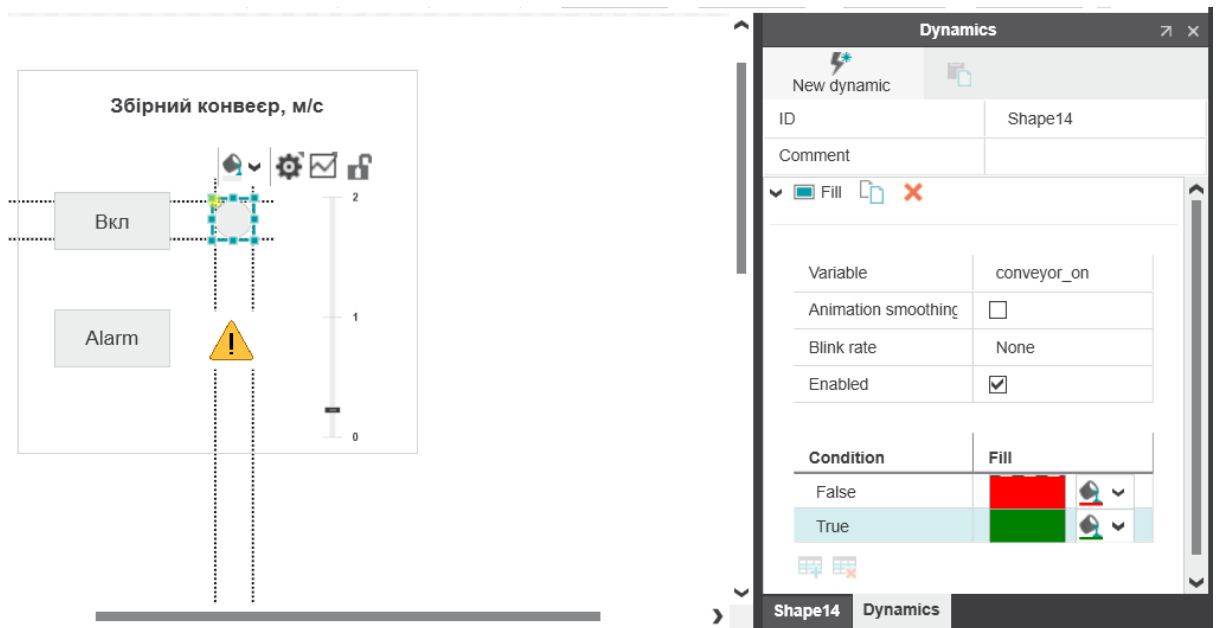 Dynamics
New dynamic
ID Shape14
Comment
Fill
Variable conveyor_on
Animation smoothing
Blink rate None
Enabled
Condition Fill
False
True
Shape14 Dynamics
Збірний конвеєр, м/с
Вкл
2
Alarm
1
0